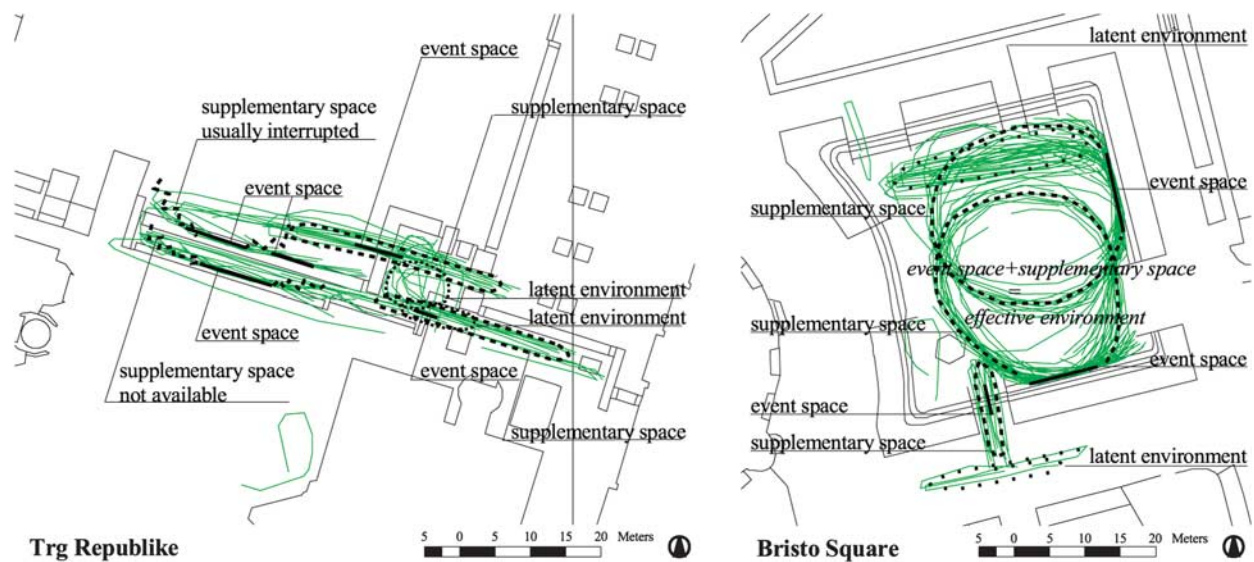 event space
supplementary space
usually interrupted
supplementary space
event space
latent environment
latent environment
event space
event space
supplementary space
not available
supplementary space
Trg Republike
5 0 5 10 15 20 Meters
latent environment
event space
supplementary space
event space+supplementary space
=
effective environment
supplementary space
event space
event space
supplementary space
latent environment
Bristo Square
5 0 5 10 15 20 Meters